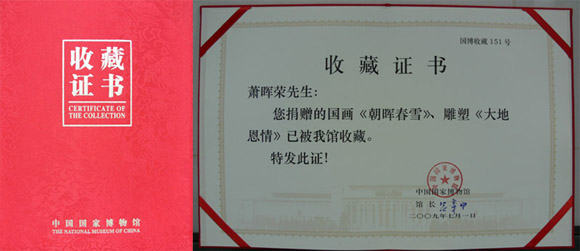 收藏
证书
CERTIFICATE OF
THE COLLECTION
中国国家博物馆
THE NATIONAL MUSEUM OF CHINA
国博收藏 151 号
收藏证书
萧晖荣先生：
您捐赠的国画《朝晖春雪》、雕塑《大地
恩情》已被我馆收藏。
特发此证！
中国国家博物馆
馆 长
二〇〇九年七月一日